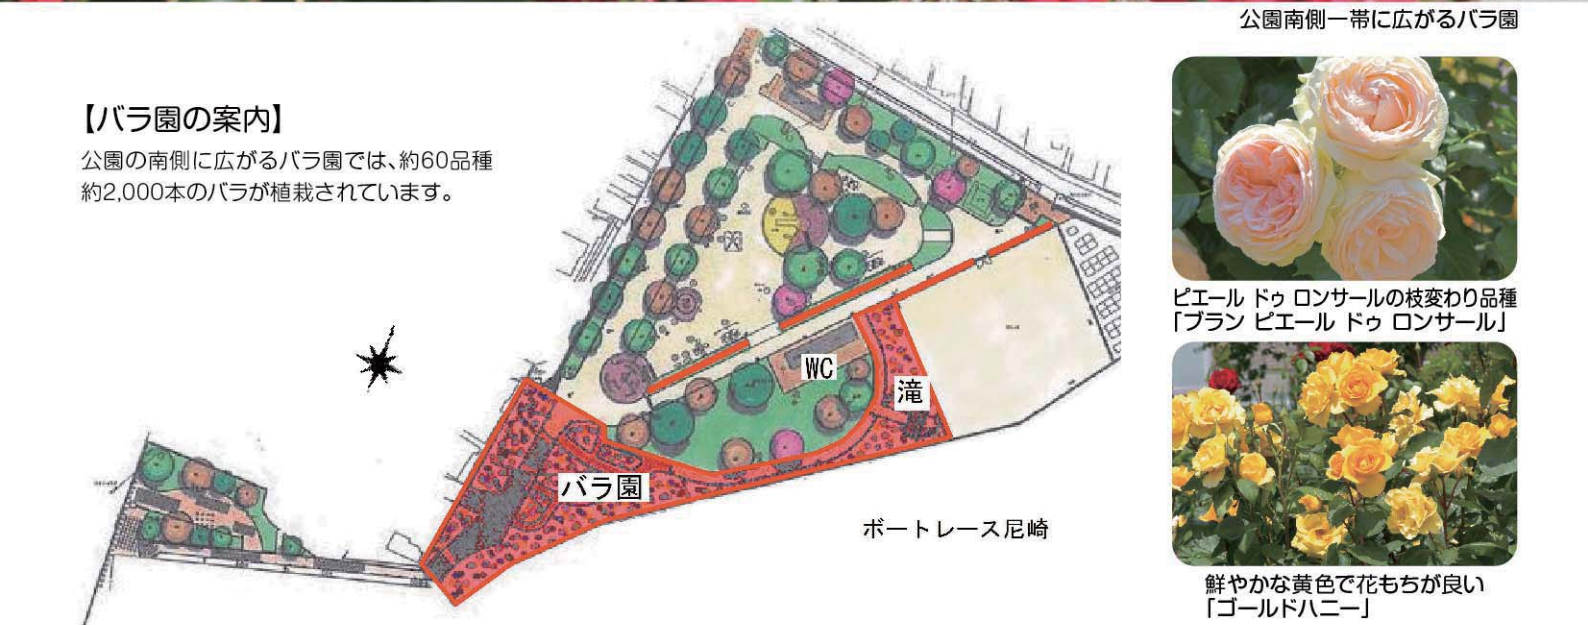 公園南側一帯に広がるバラ園
【バラ園の案内】
公園の南側に広がるバラ園では、約60品種
約2,000本のバラが植栽されています。
WC
滝
バラ園
ボートレース尼崎
ピエール ドゥ ロンサールの枝変わり品種
「ブラン ピエール ドゥ ロンサール」
鮮やかな黄色で花もちが良い
「ゴールドハニー」